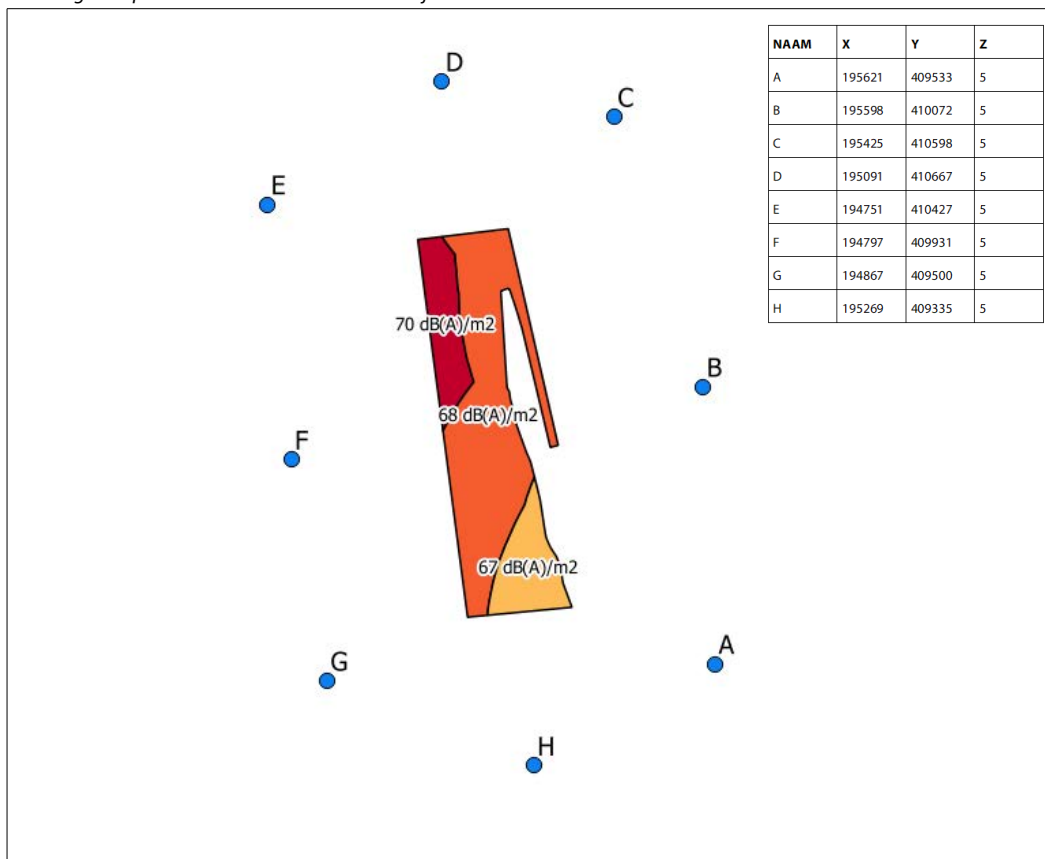 D
C
E
70 dB(A)/m2
B
68 dB(A)/m2
F
67 dB(A)/m2
A
G
H
NAAM X Y Z
A 195621 409533 5
B 195598 410072 5
C 195425 410598 5
D 195091 410667 5
E 194751 410427 5
F 194797 409931 5
G 194867 409500 5
H 195269 409335 5